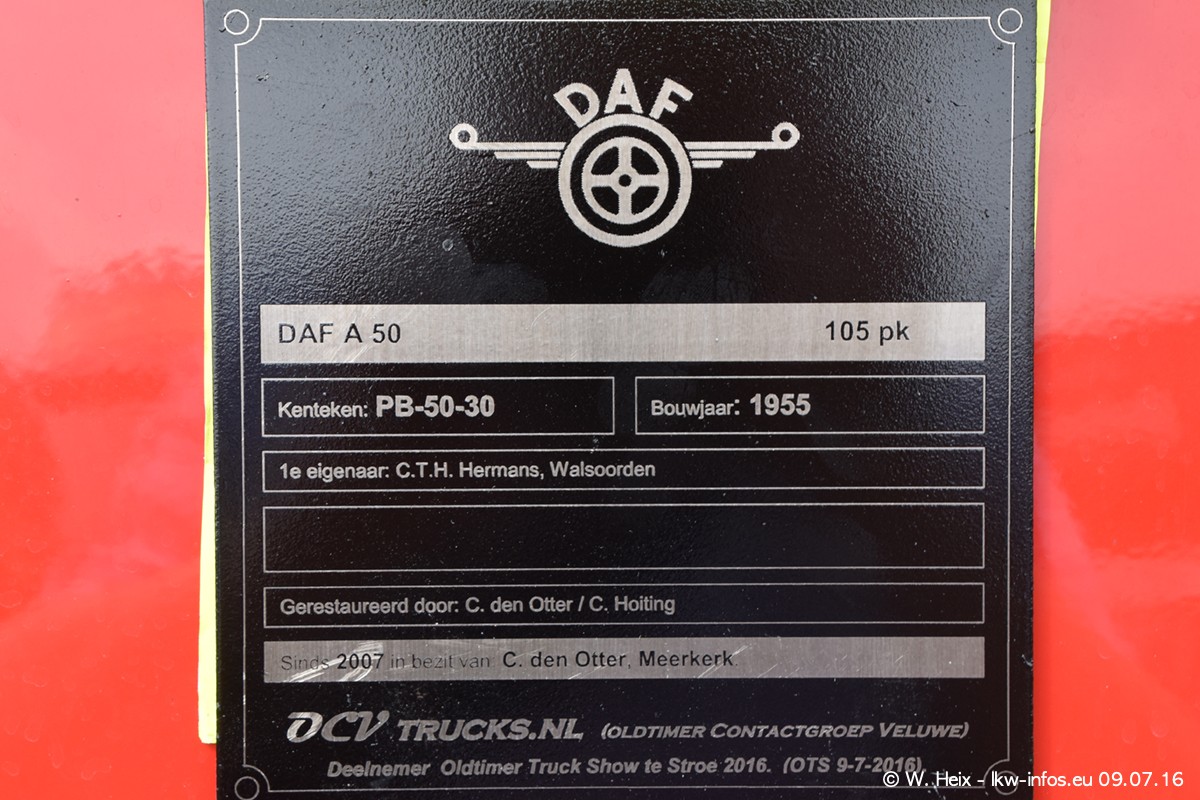 DAF
DAF A 50 105 pk
Kenteken: PB-50-30 Bouwjaar: 1955
1e eigenaar: C.T.H. Hermans, Walsoorden
Gerestaureerd door: C. den Otter / C. Hoiting
Sinds 2007 in bezit van C. den Otter, Meerkerk.
OCV TRUCKS.NL (OLDTIMER CONTACTGROEP VELUWE)
Deelnemer Oldtimer Truck Show te Stroe 2016. (OTS 9-7-2016)
© W. Heix - lkw-infos.eu 09.07.16